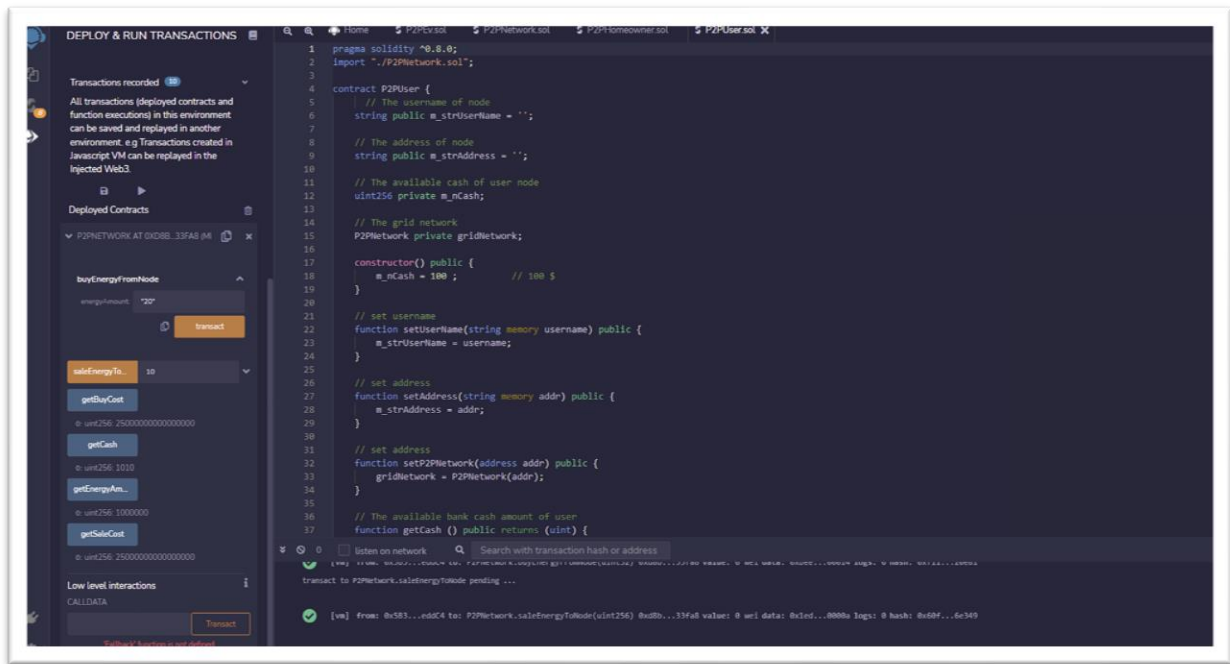 DEPLOY & RUN TRANSACTIONS
Transactions recorded 10
All transactions (deployed contracts and
function executions) in this environment
can be saved and replayed in another
environment. e.g Transactions created in
Javascript VM can be replayed in the
Injected Web3.
Deployed Contracts
P2PNETWORK AT 0XD8B...33FA8 (M
buyEnergyFromNode
energyAmount: "20"
transact
saleEnergyTo... 10
getBuyCost
0: uint256:
getCash
0: uint256: 1010
getEnergyAm...
0: uint256: 1000000
getSaleCost
0: uint256:
Low level interactions
CALLDATA
Transact
'Fallback' function is not defined
Home P2PEv.sol P2PNetwork.sol P2PHomeowner.sol P2PUser.sol
1 pragma solidity ^0.8.0;
2 import "./P2PNetwork.sol";
3
4 contract P2PUser {
5 // The username of node
6 string public m_strUserName = '';
7
8 // The address of node
9 string public m_strAddress = '';
10
11 // The available cash of user node
12 uint256 private m_nCash;
13
14 // The grid network
15 P2PNetwork private gridNetwork;
16
17 constructor() public {
18 m_nCash = 100 ; // 100 $
19 }
20
21 // set username
22 function setUserName(string memory username) public {
23 m_strUserName = username;
24 }
25
26 // set address
27 function setAddress(string memory addr) public {
28 m_strAddress = addr;
29 }
30
31 // set address
32 function setP2PNetwork(address addr) public {
33 gridNetwork = P2PNetwork(addr);
34 }
35
36 // The available bank cash amount of user
37 function getCash () public returns (uint) {
0 listen on network Search with transaction hash or address
transact to P2PNetwork.saleEnergyToNode pending ...
[vm] from: 0x583...eddC4 to: P2PNetwork.saleEnergyToNode(uint256) 0xd8b...33fa8 value: 0 wei data: 0x1ed...0000a logs: 0 hash: 0x60f...6e349